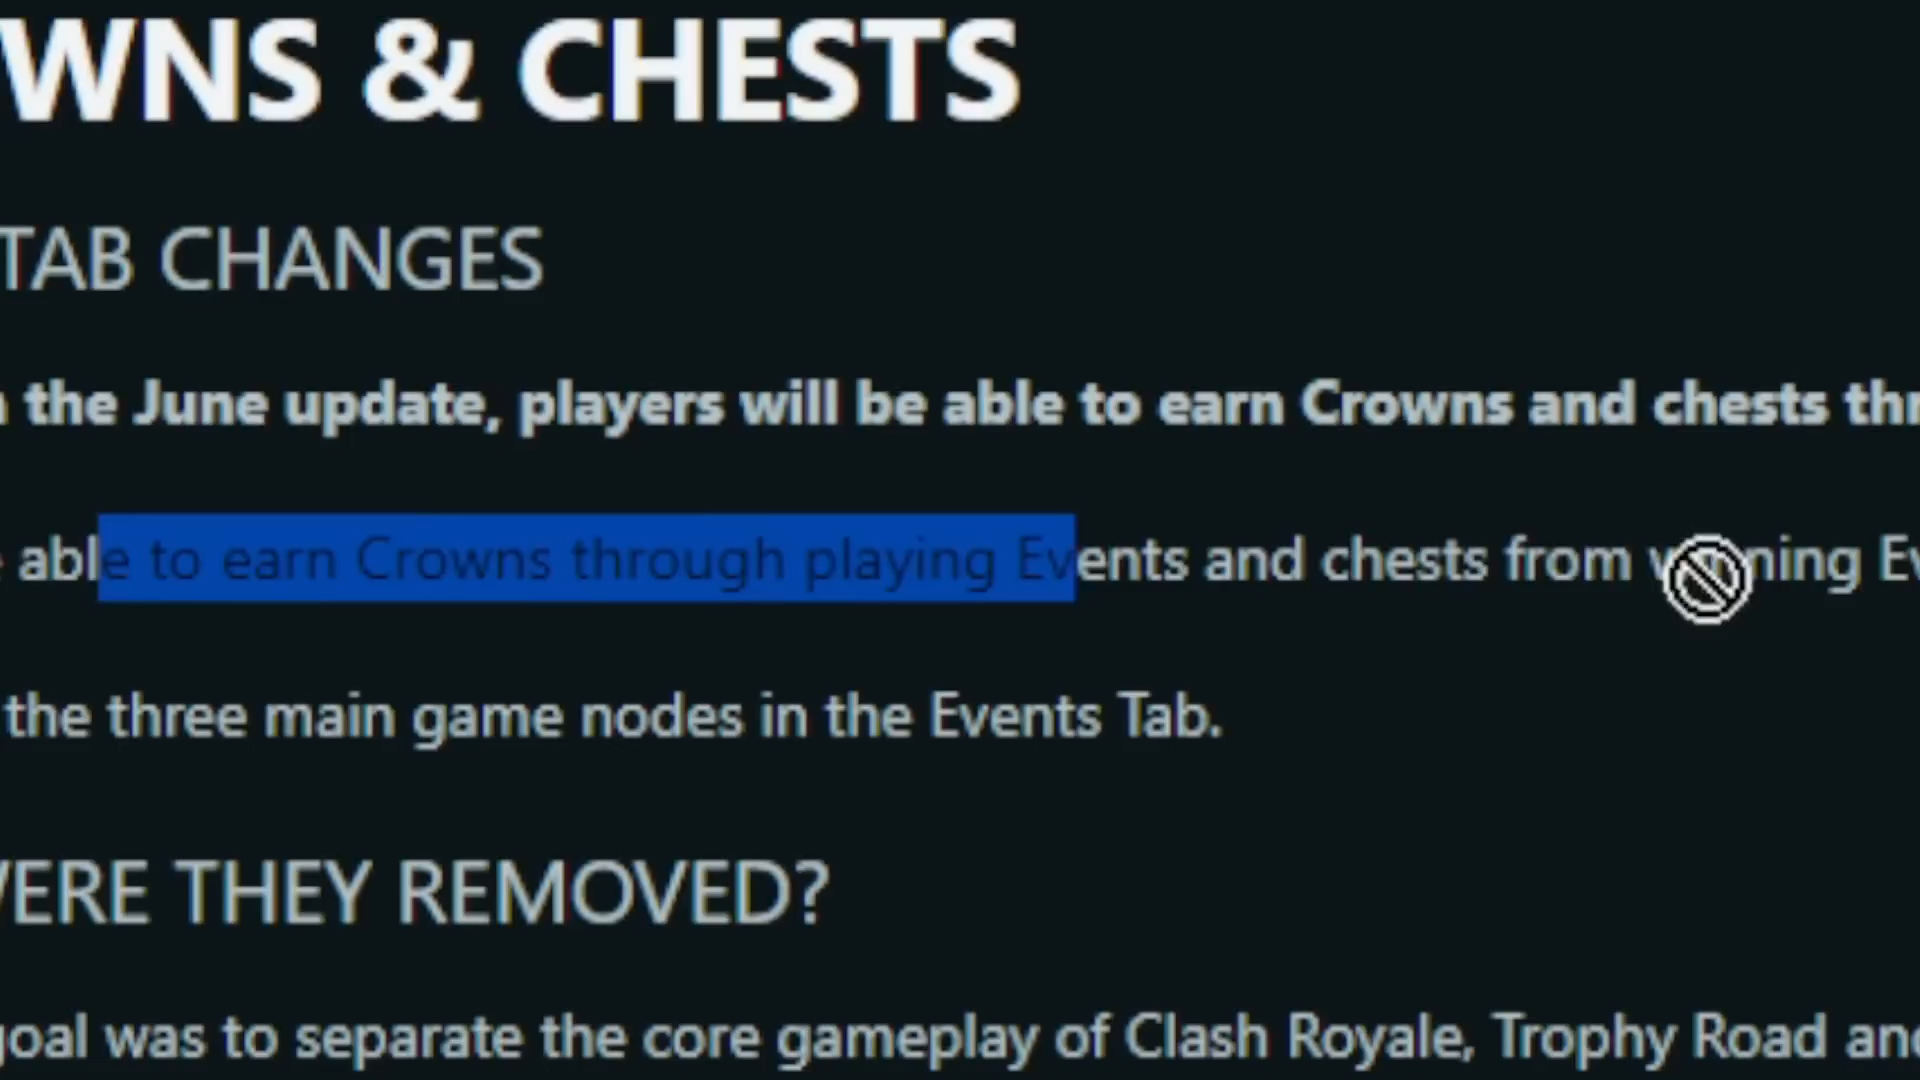 WNS & CHESTS
TAB CHANGES
the June update, players will be able to earn Crowns and chests thr
able to earn Crowns through playing Events and chests from winning Ev
the three main game nodes in the Events Tab.
ERE THEY REMOVED?
goal was to separate the core gameplay of Clash Royale, Trophy Road and